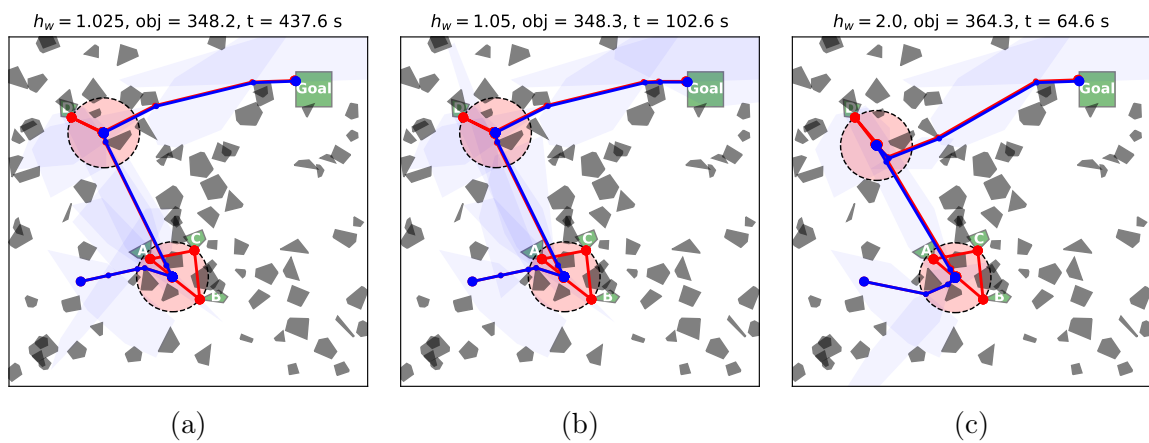 h_w = 1.025, obj = 348.2, t = 437.6 s
h_w = 1.05, obj = 348.3, t = 102.6 s
h_w = 2.0, obj = 364.3, t = 64.6 s
Goal
Goal
Goal
A C
A C
A C
B
B
B
(a)
(b)
(c)